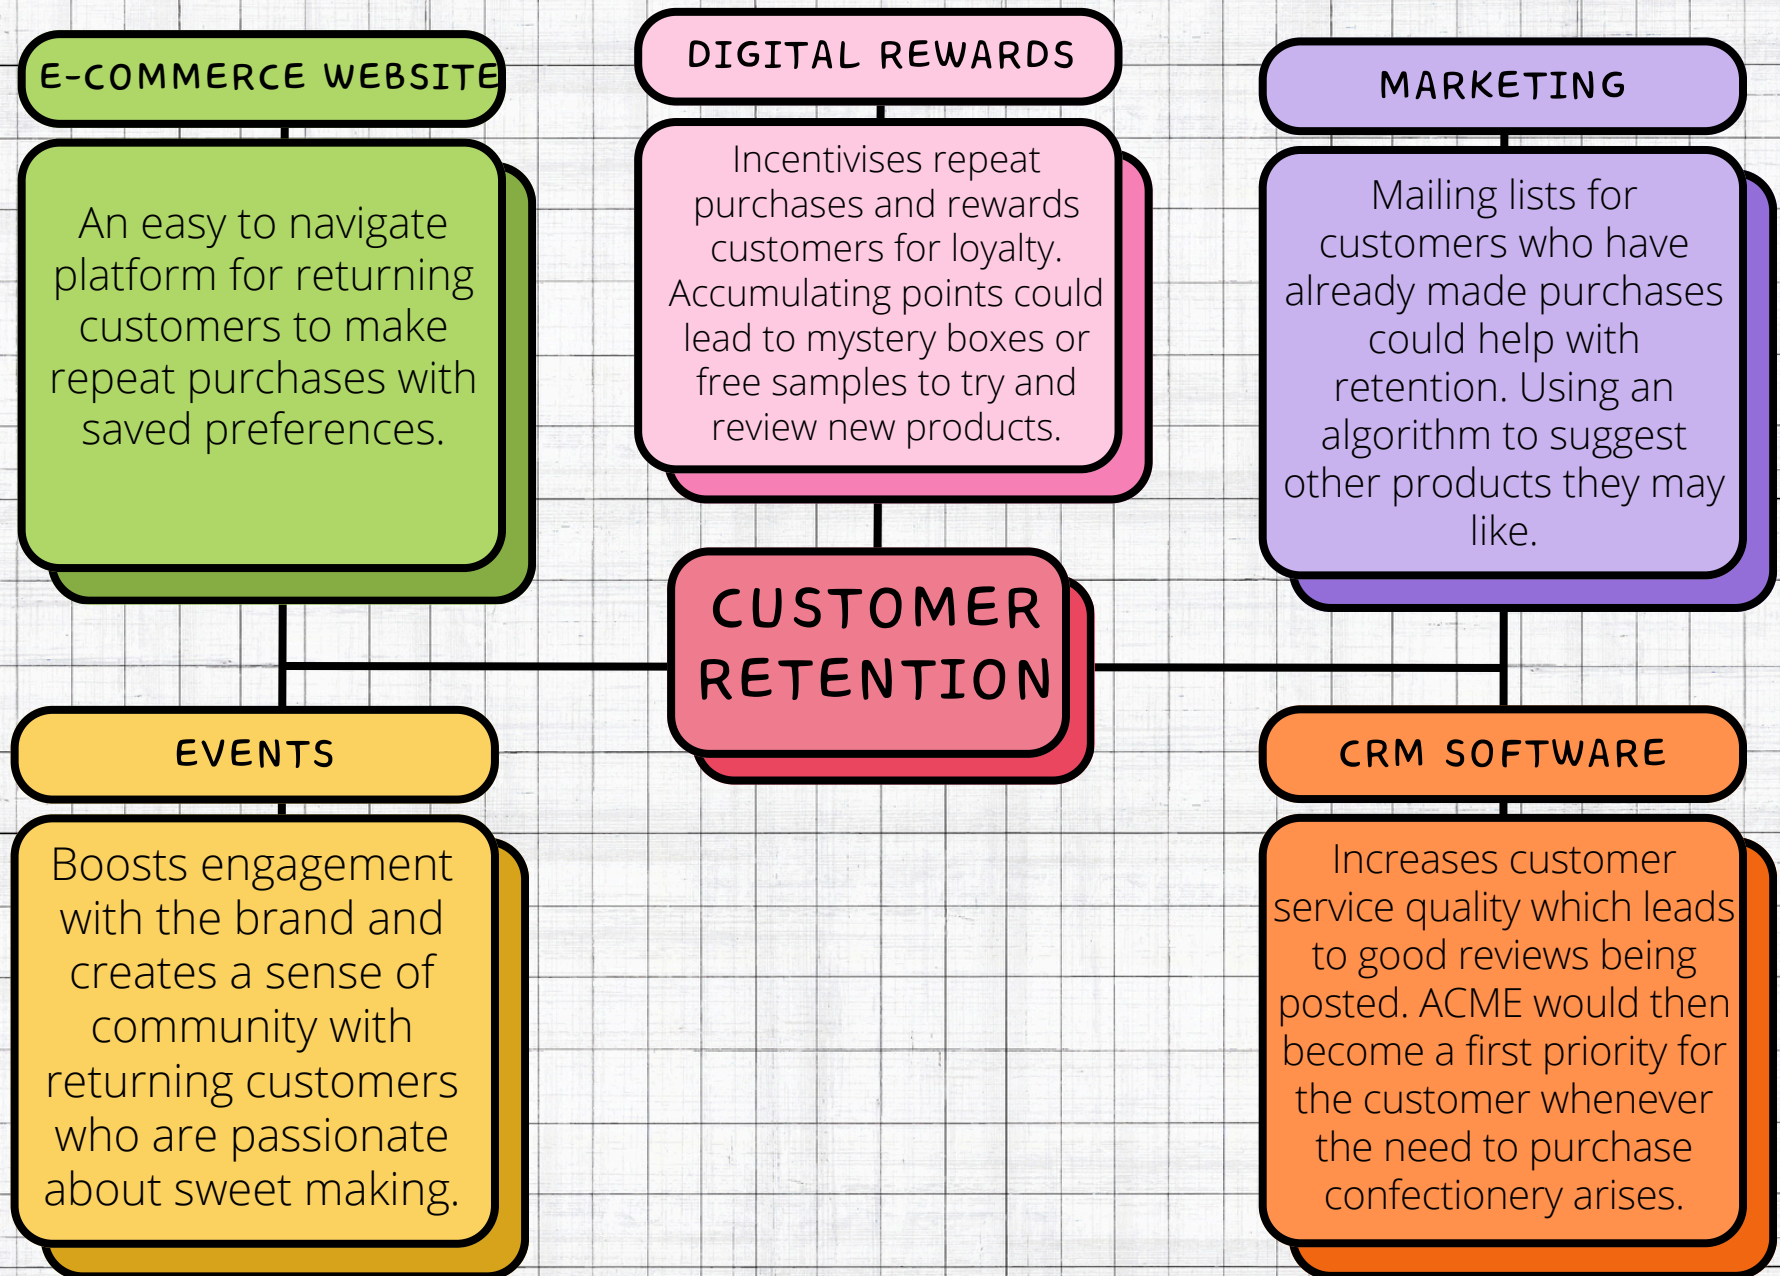 E-COMMERCE WEBSITE
An easy to navigate
platform for returning
customers to make
repeat purchases with
saved preferences.
DIGITAL REWARDS
Incentivises repeat
purchases and rewards
customers for loyalty.
Accumulating points could
lead to mystery boxes or
free samples to try and
review new products.
MARKETING
Mailing lists for
customers who have
already made purchases
could help with
retention. Using an
algorithm to suggest
other products they may
like.
CUSTOMER
RETENTION
EVENTS
Boosts engagement
with the brand and
creates a sense of
community with
returning customers
who are passionate
about sweet making.
CRM SOFTWARE
Increases customer
service quality which leads
to good reviews being
posted. ACME would then
become a first priority for
the customer whenever
the need to purchase
confectionery arises.